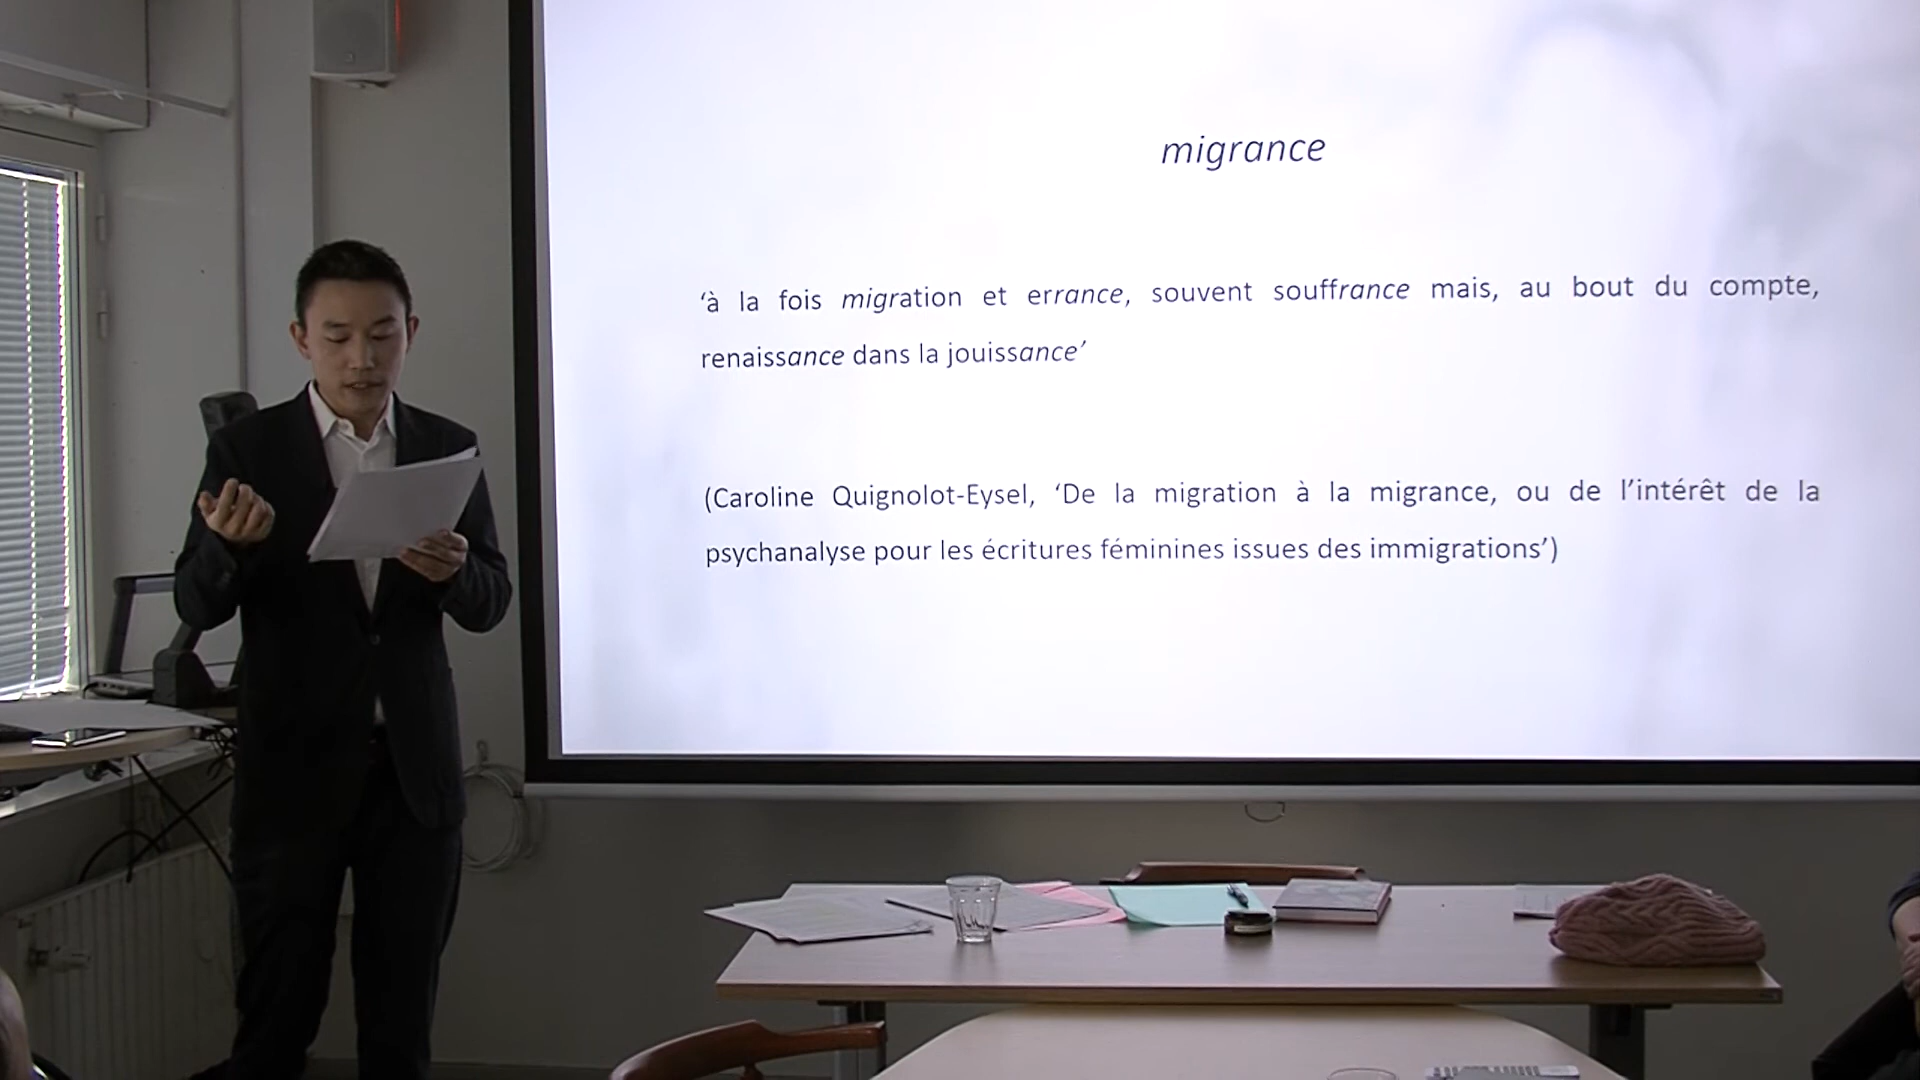 migrance
‘à la fois migration et errance, souvent souffrance mais, au bout du compte,
renaissance dans la jouissance’
(Caroline Quignolot-Eysel, ‘De la migration à la migrance, ou de l’intérêt de la
psychanalyse pour les écritures féminines issues des immigrations’)